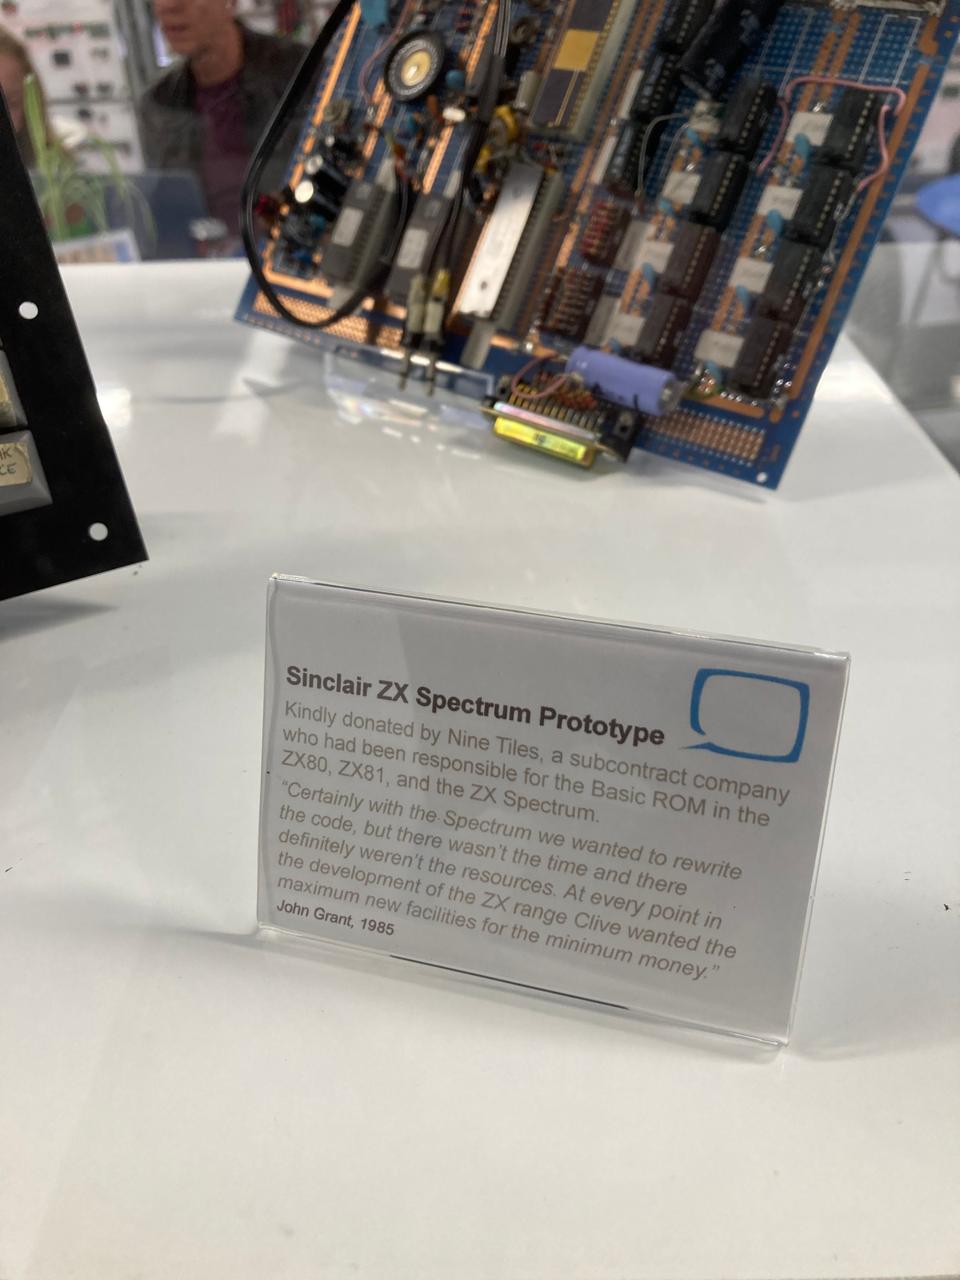 Sinclair ZX Spectrum Prototype
Kindly donated by Nine Tiles, a subcontract company
who had been responsible for the Basic ROM in the
ZX80, ZX81, and the ZX Spectrum.
"Certainly with the Spectrum we wanted to rewrite
the code, but there wasn't the time and there
definitely weren't the resources. At every point in
the development of the ZX range Clive wanted the
maximum new facilities for the minimum money."
John Grant, 1985